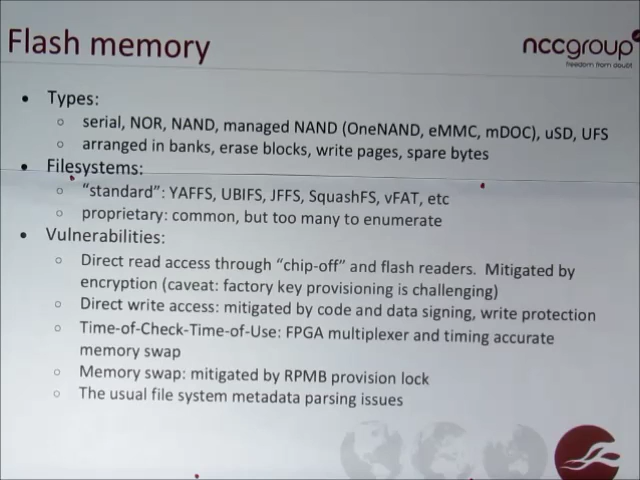 Flash memory
nccgroup
freedom from doubt
• Types:
○ serial, NOR, NAND, managed NAND (OneNAND, eMMC, mDOC), uSD, UFS
○ arranged in banks, erase blocks, write pages, spare bytes
• Filesystems:
○ “standard”: YAFFS, UBIFS, JFFS, SquashFS, vFAT, etc
○ proprietary: common, but too many to enumerate
• Vulnerabilities:
○ Direct read access through “chip-off” and flash readers. Mitigated by
encryption (caveat: factory key provisioning is challenging)
○ Direct write access: mitigated by code and data signing, write protection
○ Time-of-Check-Time-of-Use: FPGA multiplexer and timing accurate
memory swap
○ Memory swap: mitigated by RPMB provision lock
○ The usual file system metadata parsing issues